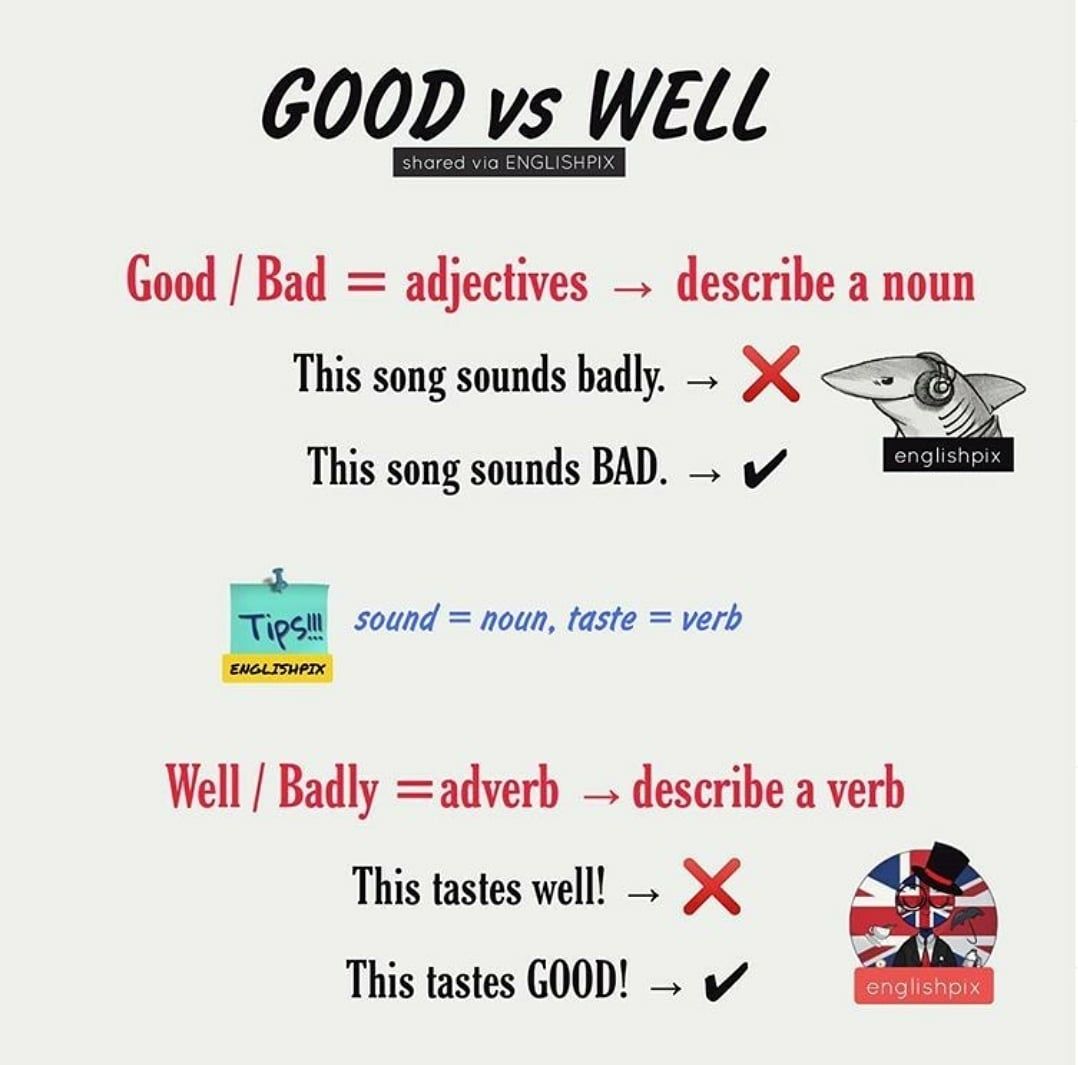 GOOD vs WELL
shared via ENGLISHPIX
Good / Bad = adjectives → describe a noun
This song sounds badly. → ❌
This song sounds BAD. → ✔
englishpix
Tips!!!
ENGLISHPIX
sound = noun, taste = verb
Well / Badly =adverb → describe a verb
This tastes well! → ❌
This tastes GOOD! → ✔
englishpix